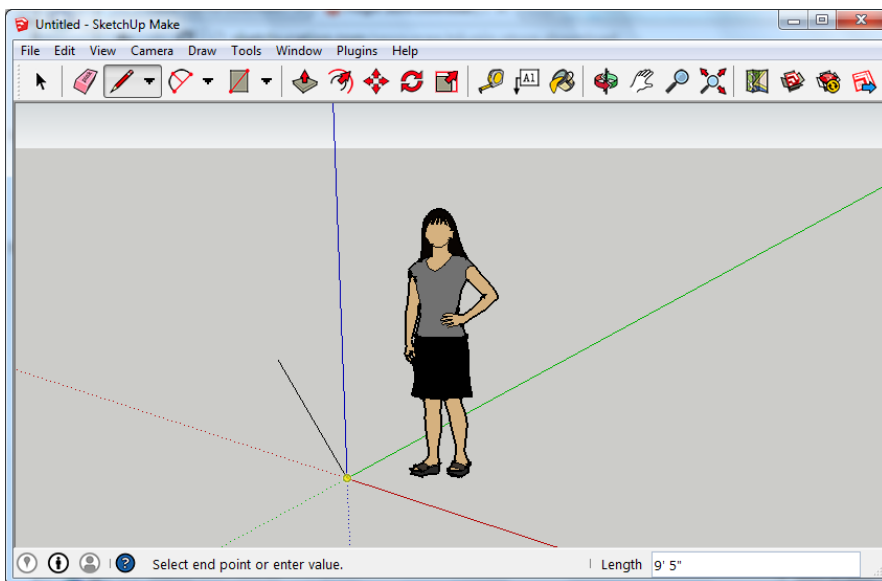 Untitled - SketchUp Make
File Edit View Camera Draw Tools Window Plugins Help
A1
Select end point or enter value. Length 9' 5"